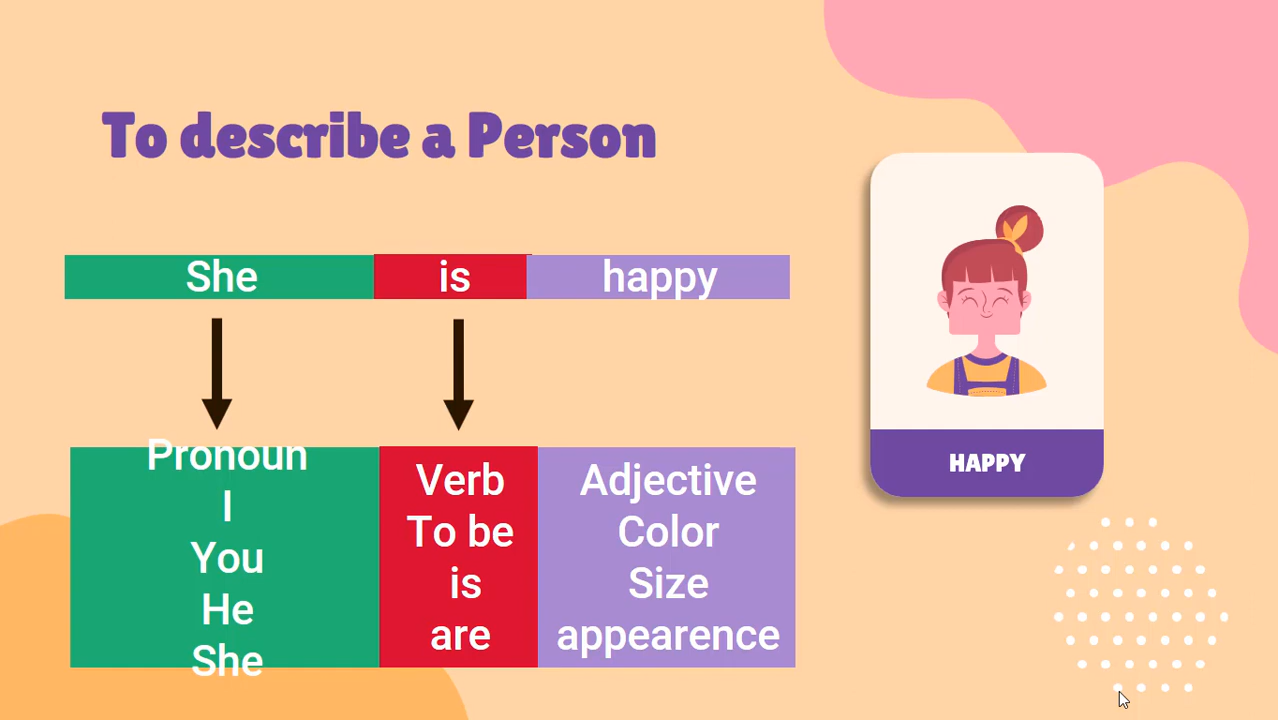 To describe a Person
She is happy
Pronoun
I
You
He
She
Verb
To be
is
are
Adjective
Color
Size
appearence
HAPPY